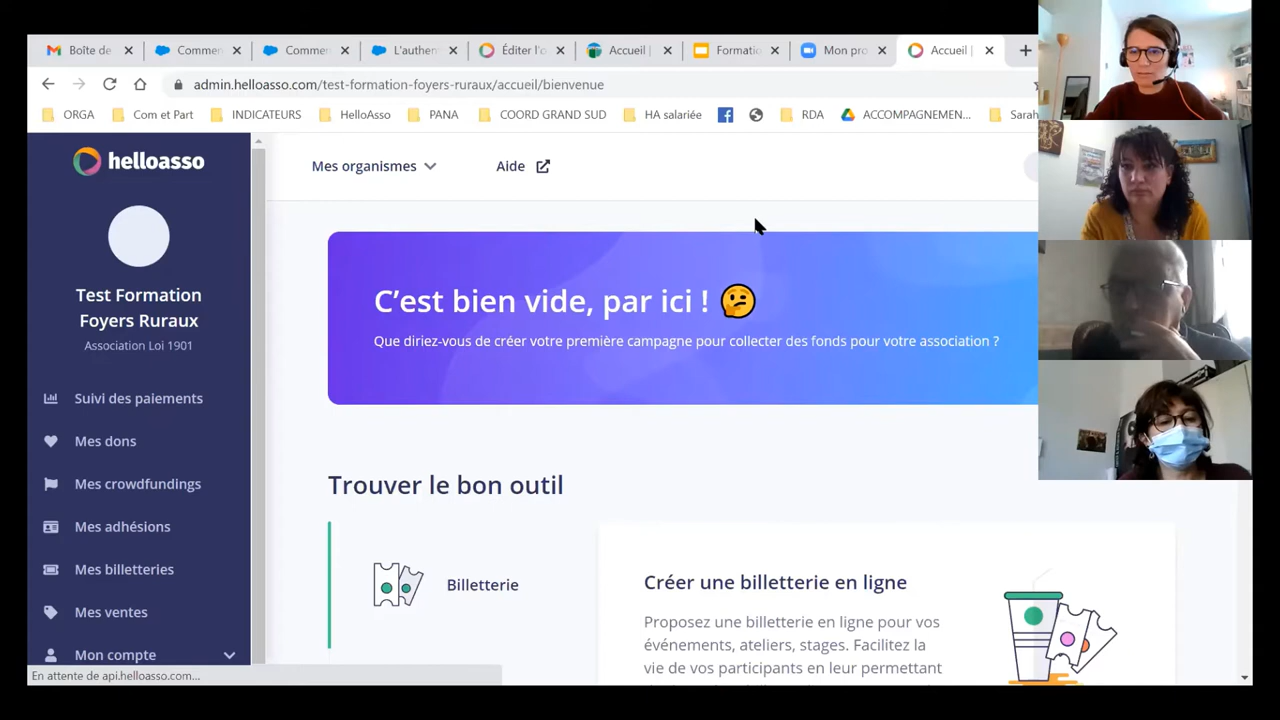 Boîte de
Commen
Commen
L'authen
Éditer l'o
Accueil |
Formatio
Mon pro
Accueil |
admin.helloasso.com/test-formation-foyers-ruraux/accueil/bienvenue
ORGA
Com et Part
INDICATEURS
HelloAsso
PANA
COORD GRAND SUD
HA salariée
RDA
ACCOMPAGNEMEN...
Sarah
helloasso
Mes organismes
Aide
Test Formation
Foyers Ruraux
Association Loi 1901
Suivi des paiements
Mes dons
Mes crowdfundings
Mes adhésions
Mes billetteries
Mes ventes
Mon compte
En attente de api.helloasso.com...
C'est bien vide, par ici !
Que diriez-vous de créer votre première campagne pour collecter des fonds pour votre association ?
Trouver le bon outil
Billetterie
Créer une billetterie en ligne
Proposez une billetterie en ligne pour vos
événements, ateliers, stages. Facilitez la
vie de vos participants en leur permettant